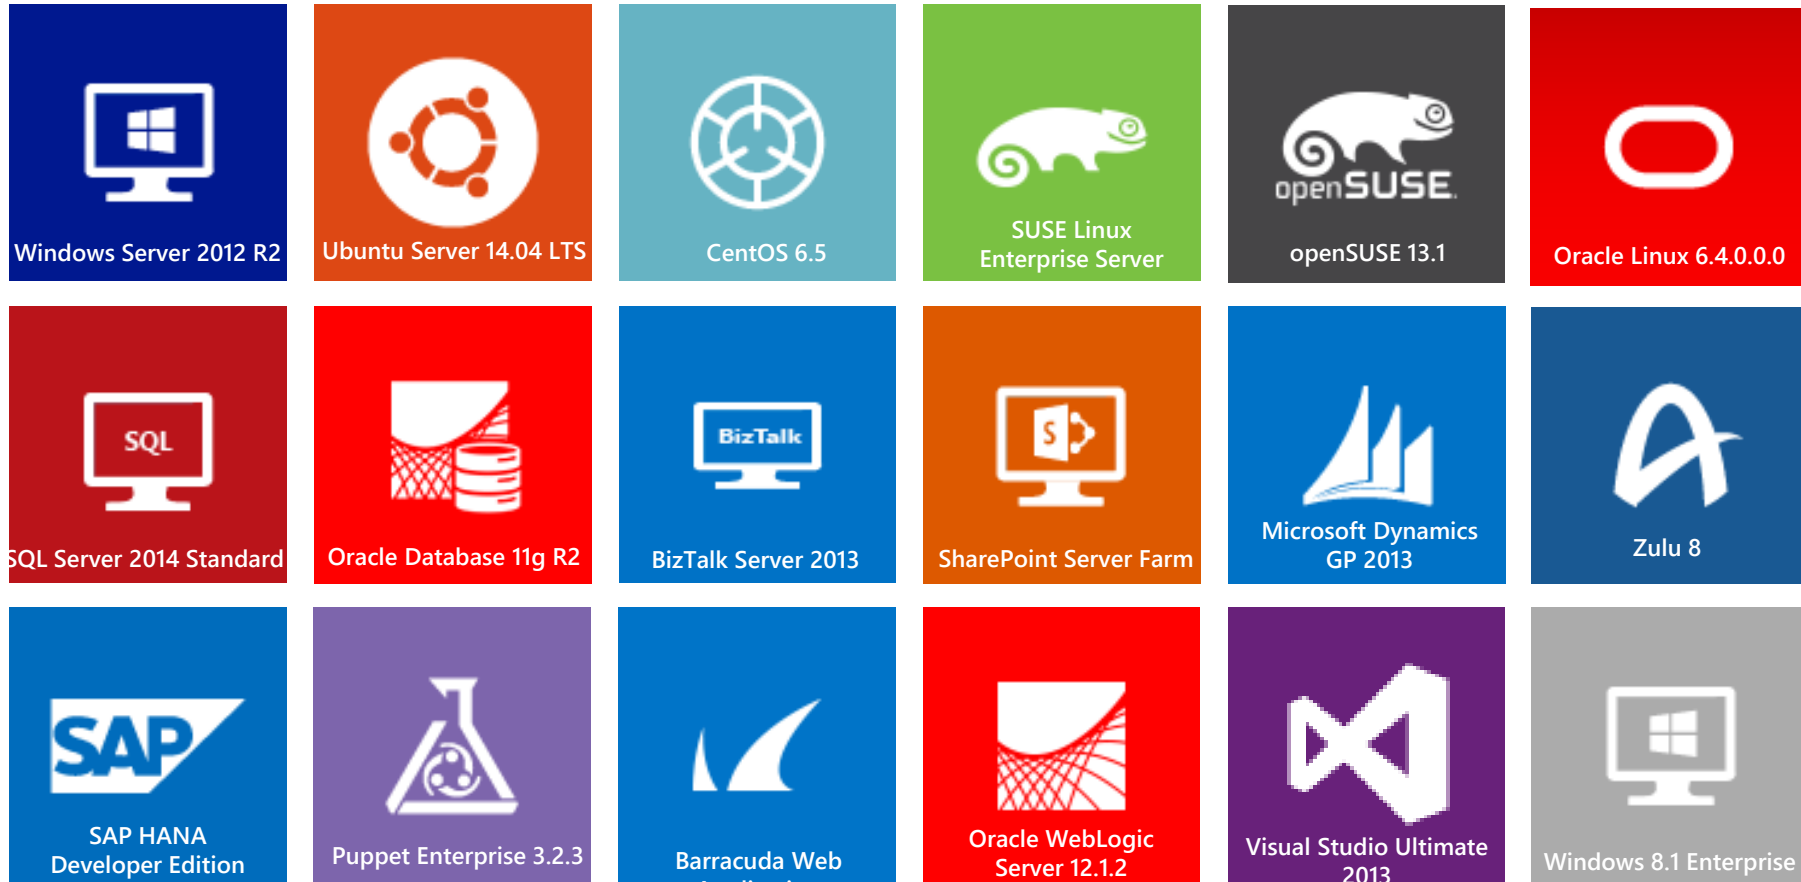 Windows Server 2012 R2
Ubuntu Server 14.04 LTS
CentOS 6.5
SUSE Linux
Enterprise Server
openSUSE.
openSUSE 13.1
Oracle Linux 6.4.0.0.0
SQL
SQL Server 2014 Standard
Oracle Database 11g R2
BizTalk
BizTalk Server 2013
S
SharePoint Server Farm
Microsoft Dynamics
GP 2013
Zulu 8
SAP
SAP HANA
Developer Edition
Puppet Enterprise 3.2.3
Barracuda Web
Oracle WebLogic
Server 12.1.2
Visual Studio Ultimate
2013
Windows 8.1 Enterprise